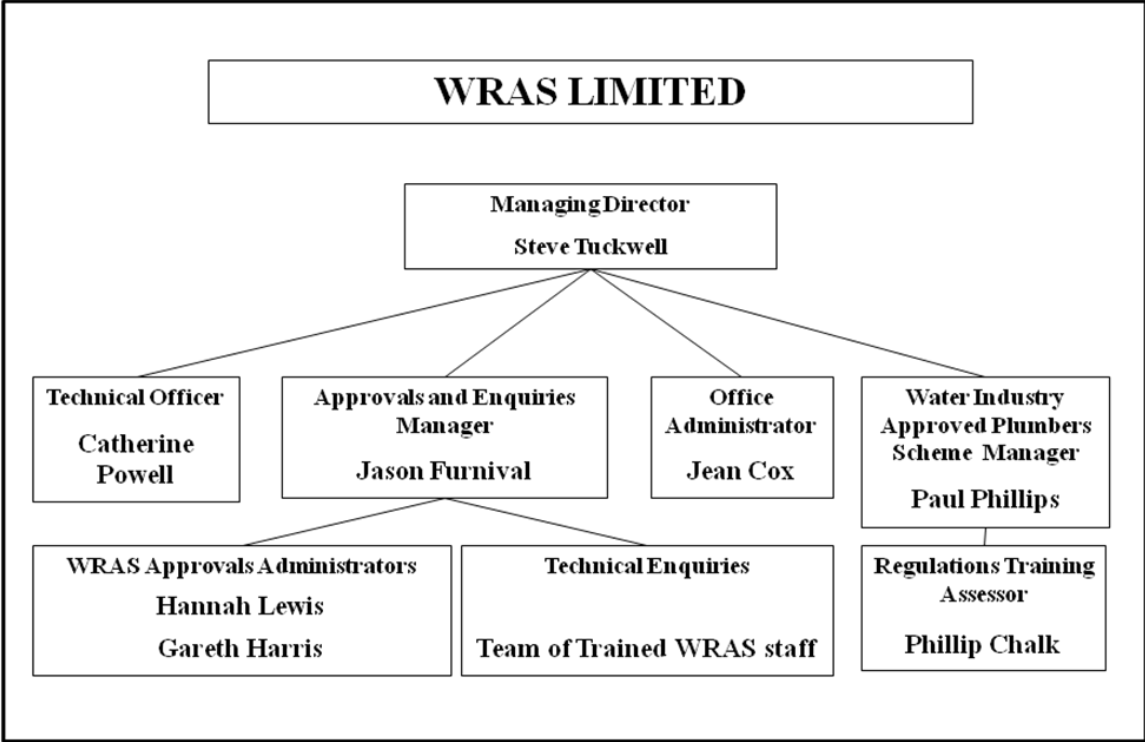 WRAS LIMITED
Managing Director
Steve Tuckwell
Technical Officer
Catherine
Powell
Approvals and Enquiries
Manager
Jason Furnival
Office
Administrator
Jean Cox
Water Industry
Approved Plumbers
Scheme Manager
Paul Phillips
WRAS Approvals Administrators
Hannah Lewis
Gareth Harris
Technical Enquiries
Team of Trained WRAS staff
Regulations Training
Assessor
Phillip Chalk